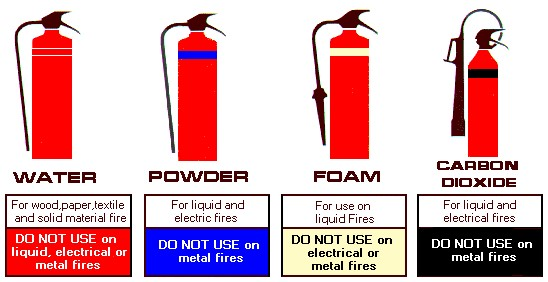 WATER
For wood,paper,textile
and solid material fire
DO NOT USE on
liquid, electrical or
metal fires
POWDER
For liquid and
electric fires
DO NOT USE on
metal fires
FOAM
For use on
liquid Fires
DO NOT USE on
electrical or
metal fires
CARBON
DIOXIDE
For liquid and
electrical fires
DO NOT USE on
metal fires